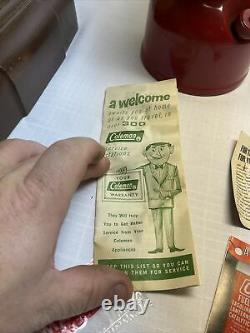 a welcome
awaits you at home
or as you travel, in
over 300
Coleman
SERVICE
STATIONS
YOUR
Coleman
WARRANTY
They Will Help
You to Get Better
Service from Your
Coleman
Appliances
KEEP THIS LIST SO YOU CAN
THEM FOR SERVICE